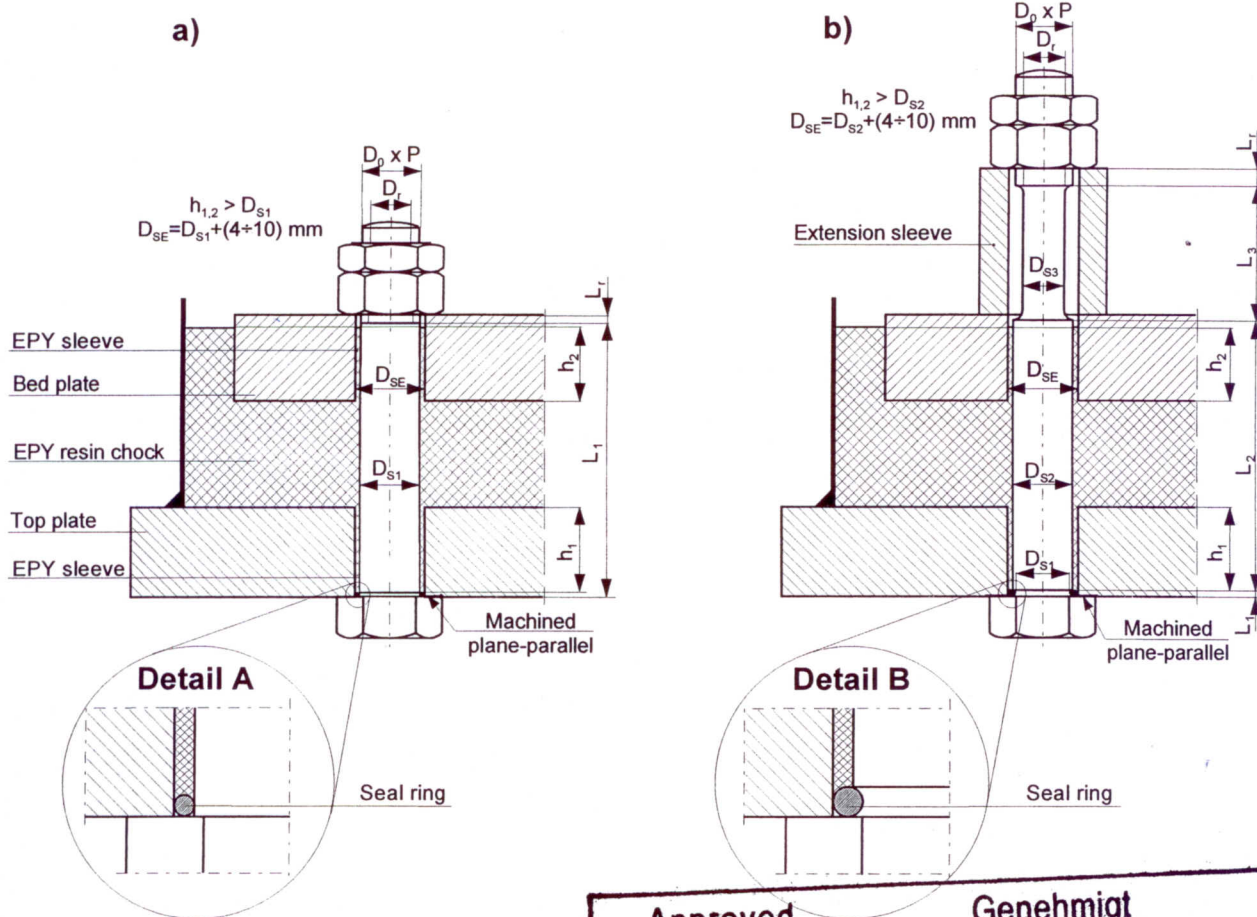 a)
h1,2 > DS1
DSE=DS1+(4÷10) mm
D0 x P
Dr
Lr
EPY sleeve
Bed plate
EPY resin chock
Top plate
EPY sleeve
DSE
DS1
h2
h1
L1
Machined
plane-parallel
Detail A
Seal ring
b)
h1,2 > DS2
DSE=DS2+(4÷10) mm
D0 x P
Dr
Lr
Extension sleeve
DS3
L3
DSE
h2
DS2
L2
h1
DS1
L1
Machined
plane-parallel
Detail B
Seal ring
Approved Genehmigt